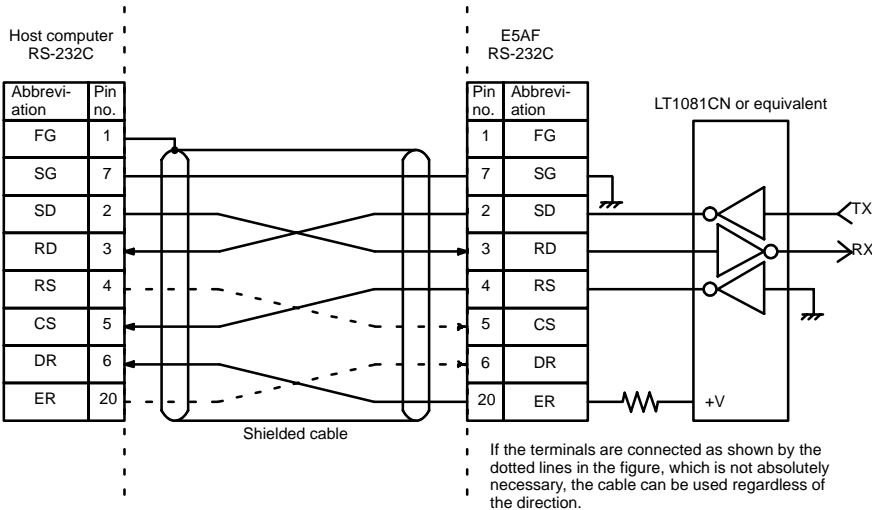 Host computer
RS-232C
Abbrevi-
ation
Pin
no.
FG 1
SG 7
SD 2
RD 3
RS 4
CS 5
DR 6
ER 20
Shielded cable
E5AF
RS-232C
Pin
no.
Abbrevi-
ation
1 FG
7 SG
2 SD
3 RD
4 RS
5 CS
6 DR
20 ER
LT1081CN or equivalent
TX
RX
+V
If the terminals are connected as shown by the
dotted lines in the figure, which is not absolutely
necessary, the cable can be used regardless of
the direction.